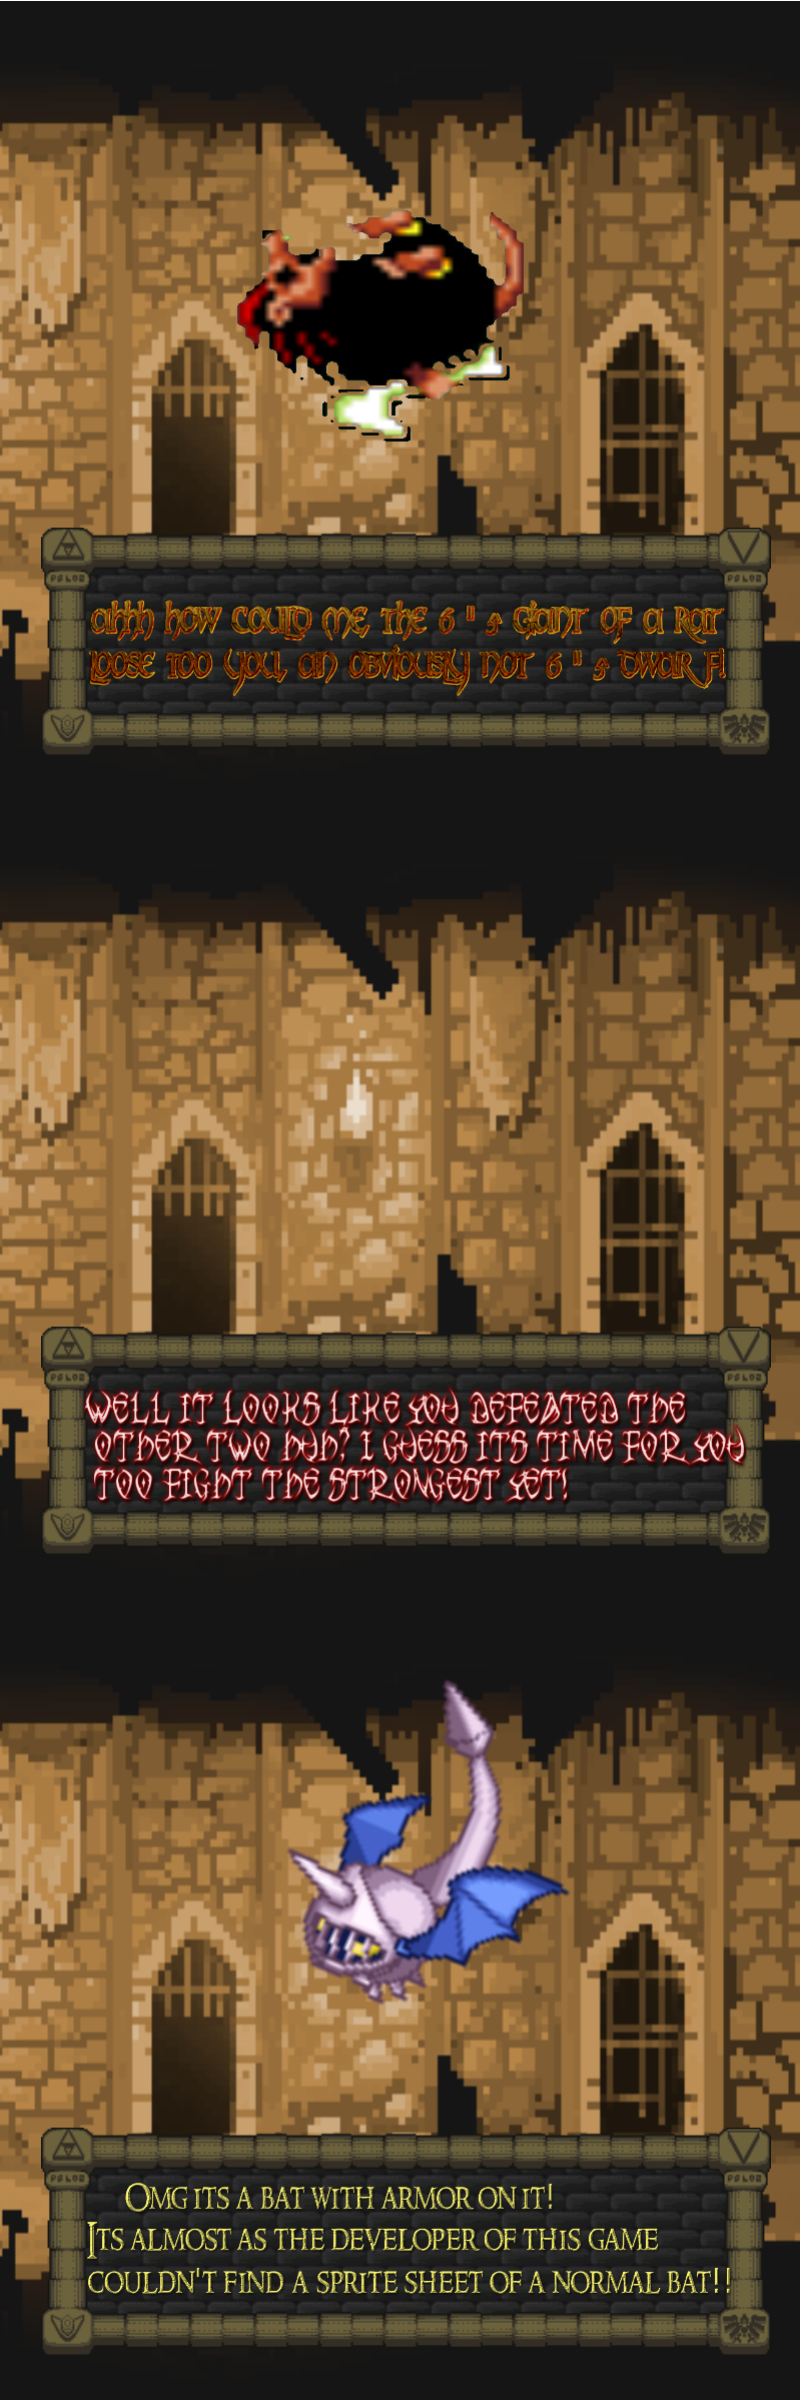 ahhh how could me, the 6 " 5 giant of a rat
loose too you, an obviously not 6 " 5 dwarf!
WELL IT LOOKS LIKE YOU DEFEATED THE
OTHER TWO HUH? I GUESS ITS TIME FOR YOU
TOO FIGHT THE STRONGEST YET!
OMG ITS A BAT WITH ARMOR ON IT!
ITS ALMOST AS THE DEVELOPER OF THIS GAME
COULDN'T FIND A SPRITE SHEET OF A NORMAL BAT!!